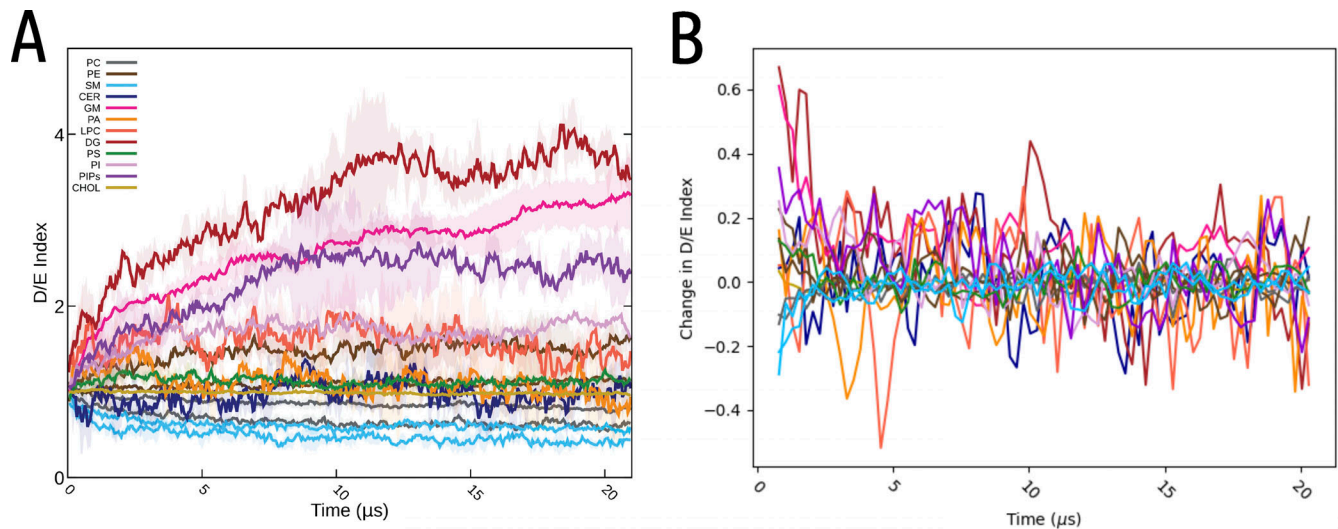 A
PC
PE
SM
CER
GM
PA
LPC
DG
PS
PI
PIPs
CHOL
4
2
0
D/E Index
0
5
10
15
20
Time (μs)
B
0.6
0.4
0.2
0.0
−0.2
−0.4
Change in D/E Index
0
5
10
15
20
Time (μs)